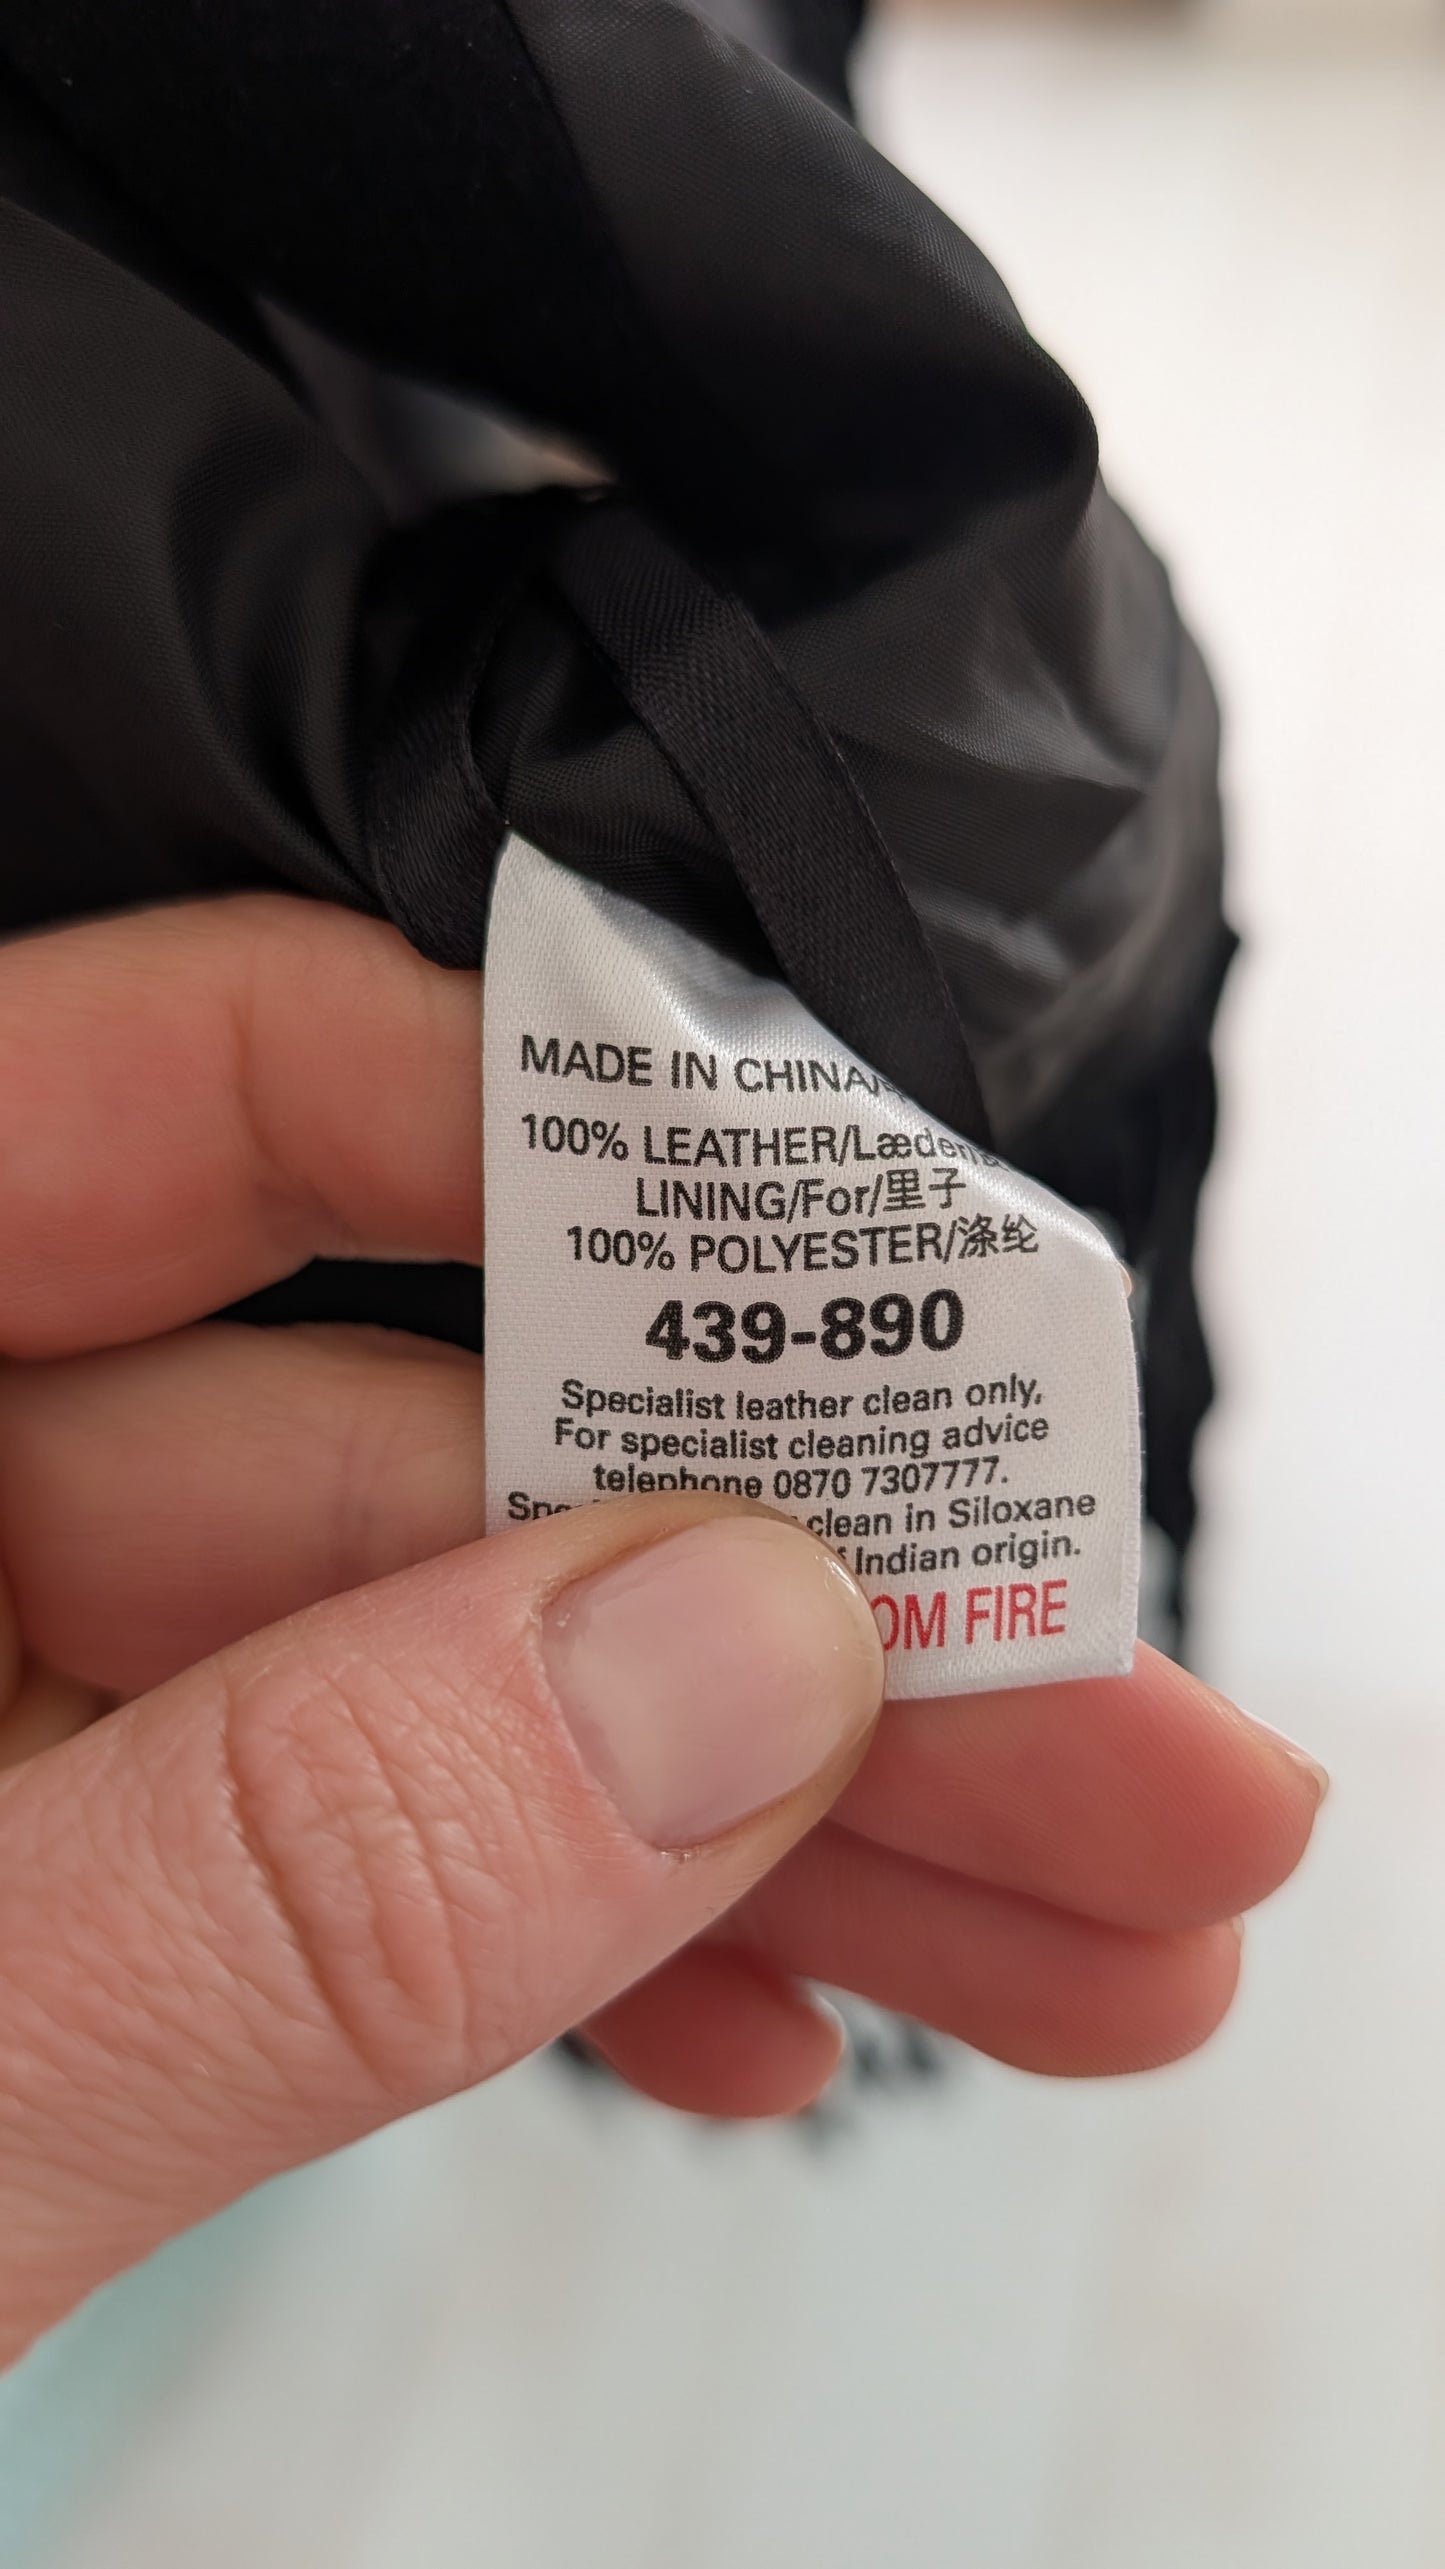 MADE IN CHINA/
100% LEATHER/Læder
LINING/For/里子
100% POLYESTER/涤纶
439-890
Specialist leather clean only,
For specialist cleaning advice
telephone 0870 7307777.
clean in Siloxane
Indian origin.
FIRE